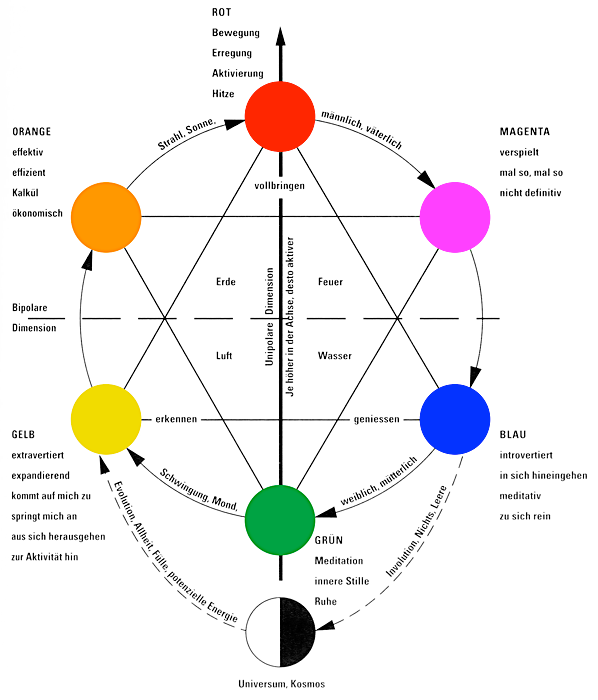 ROT
Bewegung
Erregung
Aktivierung
Hitze
Strahl, Sonne,
männlich, väterlich
ORANGE
effektiv
effizient
Kalkül
ökonomisch
MAGENTA
verspielt
mal so, mal so
nicht definitiv
vollbringen
Erde
Feuer
Unipolare Dimension
Je höher in der Achse, desto aktiver
Bipolare
Dimension
Luft
Wasser
erkennen
geniessen
GELB
extravertiert
expandierend
kommt auf mich zu
springt mich an
aus sich herausgehen
zur Aktivität hin
BLAU
introvertiert
in sich hineingehen
meditativ
zu sich rein
Schwingung, Mond,
weiblich, mütterlich
Evolution, Allheit, Fülle, potenzielle Energie
Involution, Nichts, Leere
GRÜN
Meditation
innere Stille
Ruhe
Universum, Kosmos